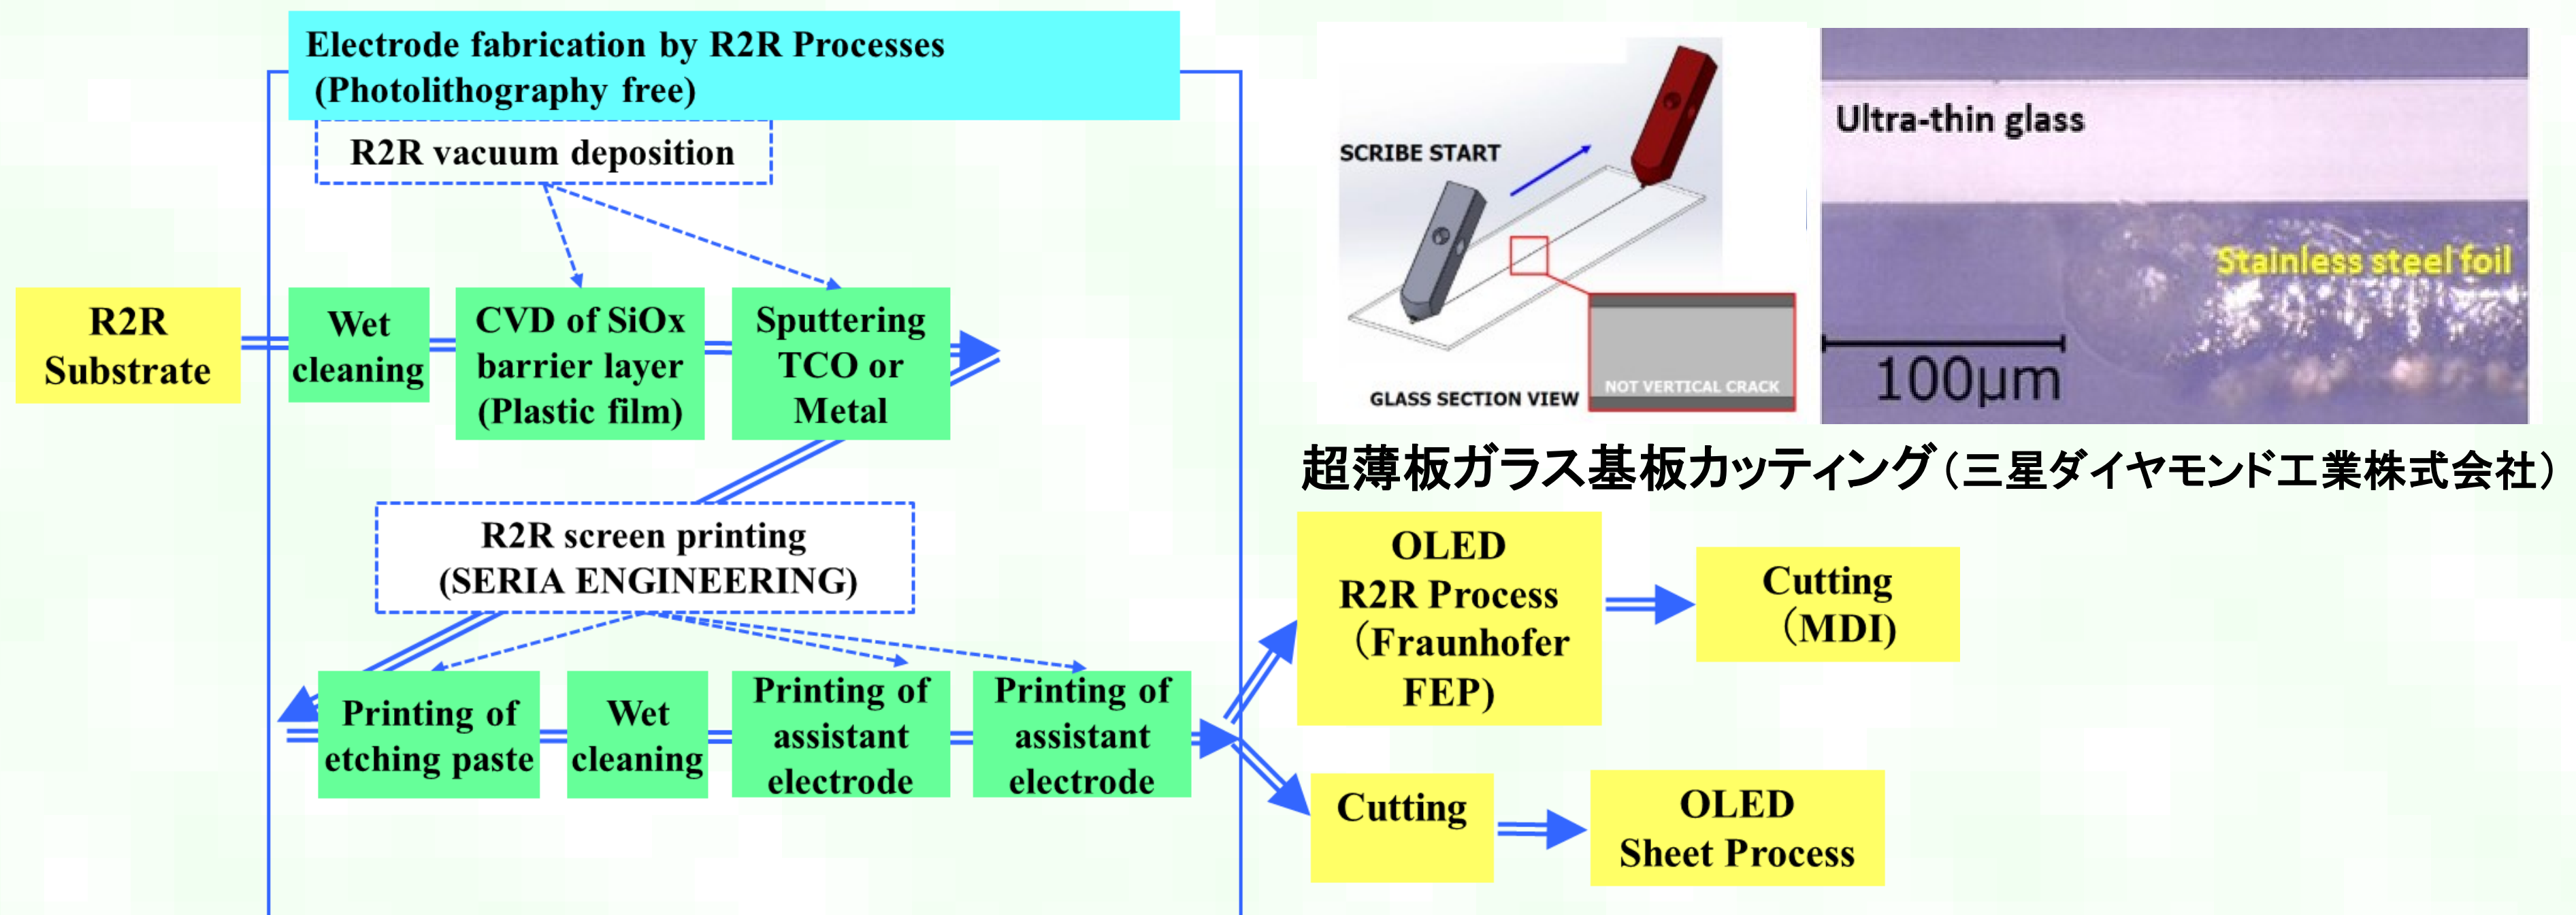 Electrode fabrication by R2R Processes
(Photolithography free)
R2R vacuum deposition
R2R
Substrate
Wet
cleaning
CVD of SiOx
barrier layer
(Plastic film)
Sputtering
TCO or
Metal
R2R screen printing
(SERIA ENGINEERING)
Printing of
etching paste
Wet
cleaning
Printing of
assistant
electrode
Printing of
assistant
electrode
SCRIBE START
GLASS SECTION VIEW
NOT VERTICAL CRACK
Ultra-thin glass
Stainless steel foil
100μm
超薄板ガラス基板カッティング（三星ダイヤモンド工業株式会社）
OLED
R2R Process
（Fraunhofer
FEP)
Cutting
（MDI)
Cutting
OLED
Sheet Process